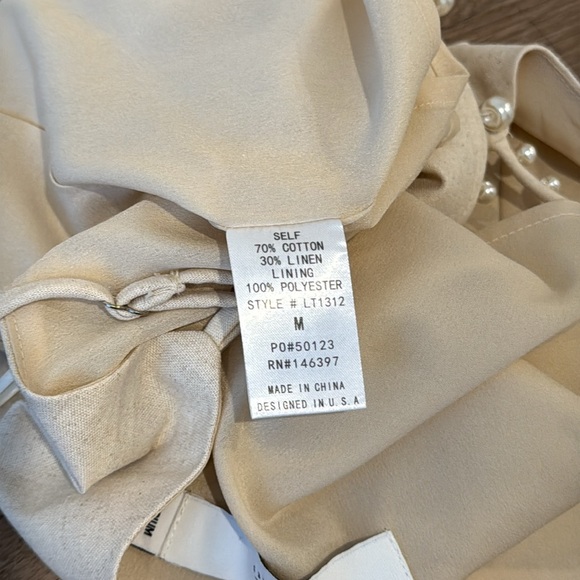 SELF
70% COTTON
30% LINEN
LINING
100% POLYESTER
STYLE # LT1312
M
PO#50123
RN#146397
MADE IN CHINA
DESIGNED IN U.S.A